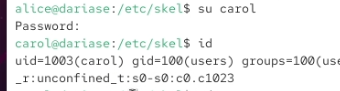 alice@dariase:/etc/skel$ su carol
Password:
carol@dariase:/etc/skel$ id
uid=1003(carol) gid=100(users) groups=100(use
_r:unconfined_t:s0-s0:c0.c1023